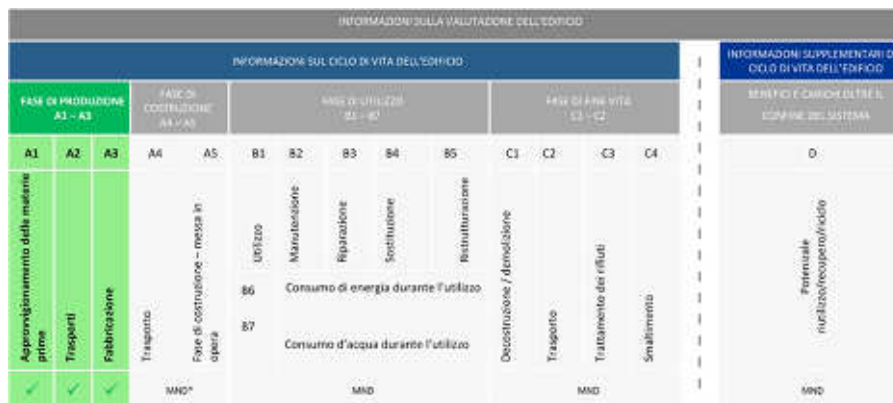 INFORMAZIONI SULLA VALUTAZIONE DELL'EDIFICIO
INFORMAZIONI SUL CICLO DI VITA DELL'EDIFICIO
INFORMAZIONI SUPPLEMENTARI
CICLO DI VITA DELL'EDIFICIO
FASE DI PRODUZIONE
A1 – A3
FASE DI
COSTRUZIONE
A4 – A5
FASE DI UTILIZZO
B1 – B7
FASE DI FINE VITA
C1 – C2
BENEFICI E CARICHI OLTRE IL
CONFINE DEL SISTEMA
A1 A2 A3 A4 A5 B1 B2 B3 B4 B5 C1 C2 C3 C4 D
Approvvigionamento delle materie
prime
Trasporti
Fabbricazione
Trasporto
Fase di costruzione – messa in
opera
Utilizzo
Manutenzione
Riparazione
Sostituzione
Ristrutturazione
B6 Consumo di energia durante l'utilizzo
B7 Consumo d'acqua durante l'utilizzo
Decostruzione / demolizione
Trasporto
Trattamento dei rifiuti
Smaltimento
Potenziale
riutilizzo/recupero/riciclo
✓ ✓ ✓ MND* MND MND MND